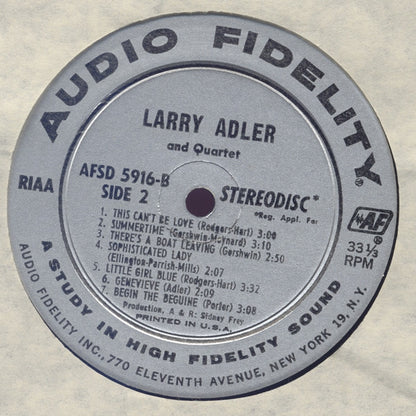 AUDIO FIDELITY®
LARRY ADLER
and Quartet
AFSD 5916-B
SIDE 2
RIAA
STEREODISC*
*Reg. Appl. For
AF®
33⅓
RPM
1. THIS CAN'T BE LOVE (Rodgers-Hart) 3:00
2. SUMMERTIME (Gershwin-Maynard) 3:10
3. THERE'S A BOAT LEAVING (Gershwin) 2:50
4. SOPHISTICATED LADY
(Ellington-Parrish-Mills) 2:07
5. LITTLE GIRL BLUE (Rodgers-Hart) 3:32
6. GENEVIEVE (Adler) 2:09
7. BEGIN THE BEGUINE (Porter) 3:08
Production, A & R: Sidney Frey
PRINTED IN U.S.A.
A STUDY IN HIGH FIDELITY SOUND
AUDIO FIDELITY INC., 770 ELEVENTH AVENUE, NEW YORK 19, N.Y.